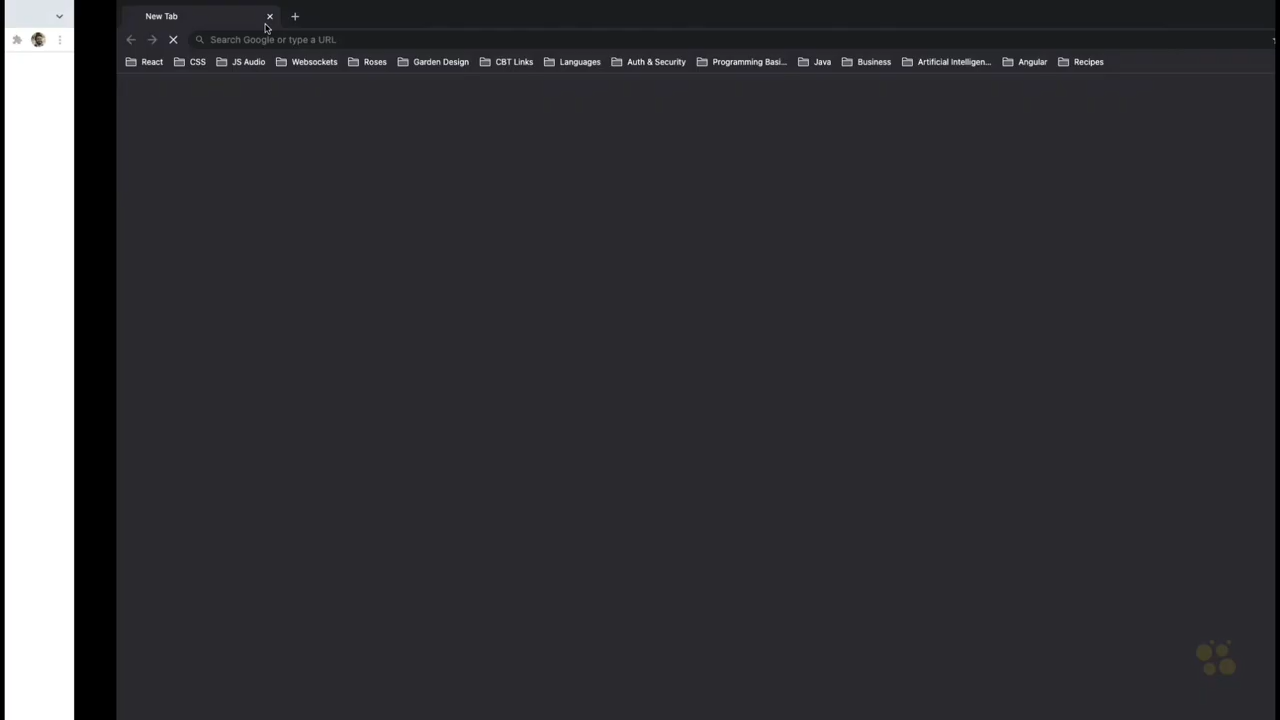 New Tab
Search Google or type a URL
React CSS JS Audio Websockets Roses Garden Design CBT Links Languages Auth & Security Programming Basi... Java Business Artificial Intelligen... Angular Recipes